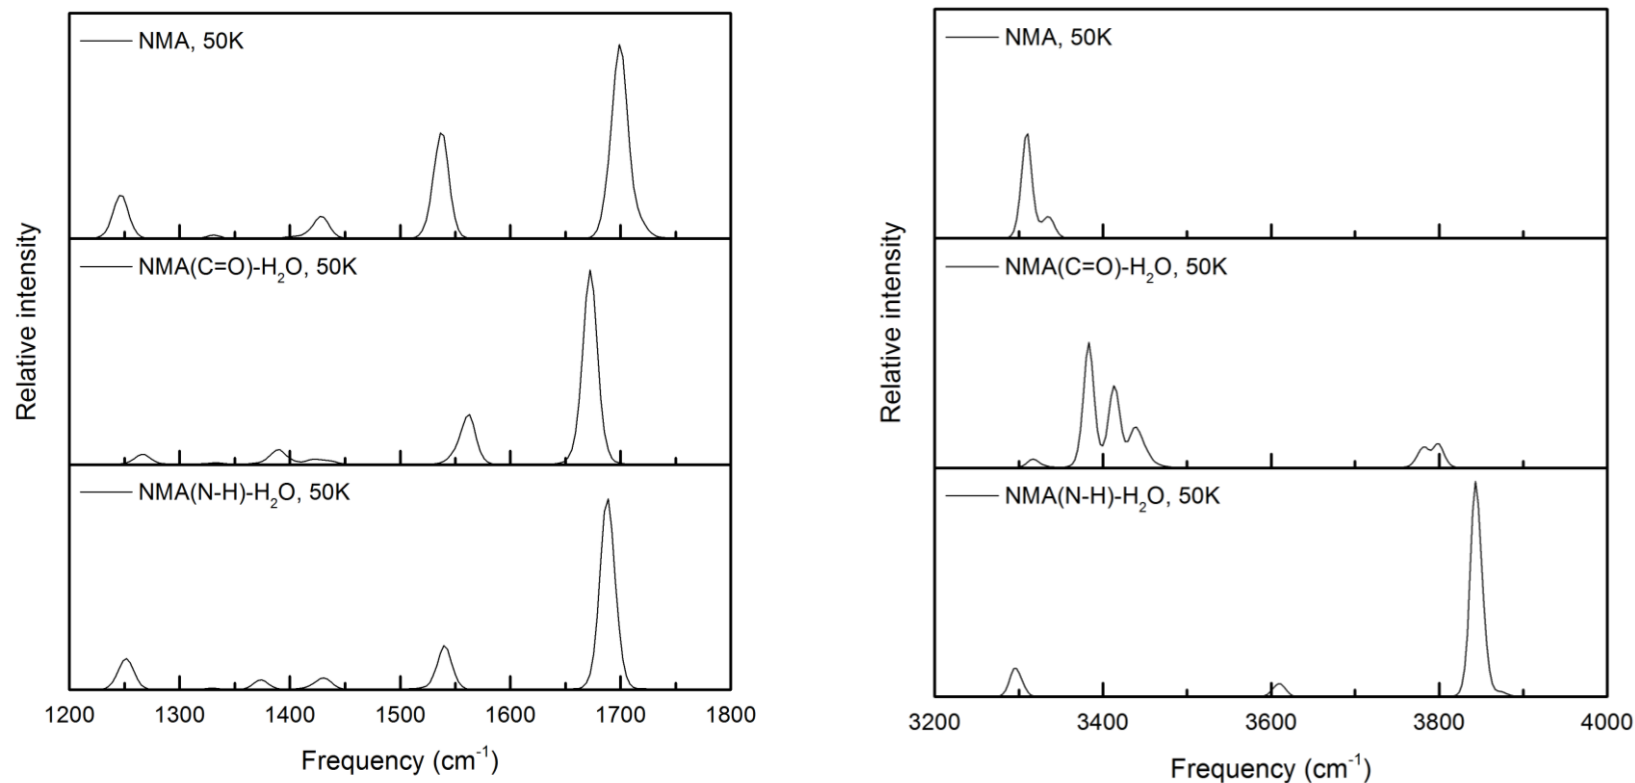 NMA, 50K
NMA(C=O)-H₂O, 50K
NMA(N-H)-H₂O, 50K
Relative intensity
1200 1300 1400 1500 1600 1700 1800
Frequency (cm⁻¹)
NMA, 50K
NMA(C=O)-H₂O, 50K
NMA(N-H)-H₂O, 50K
Relative intensity
3200 3400 3600 3800 4000
Frequency (cm⁻¹)